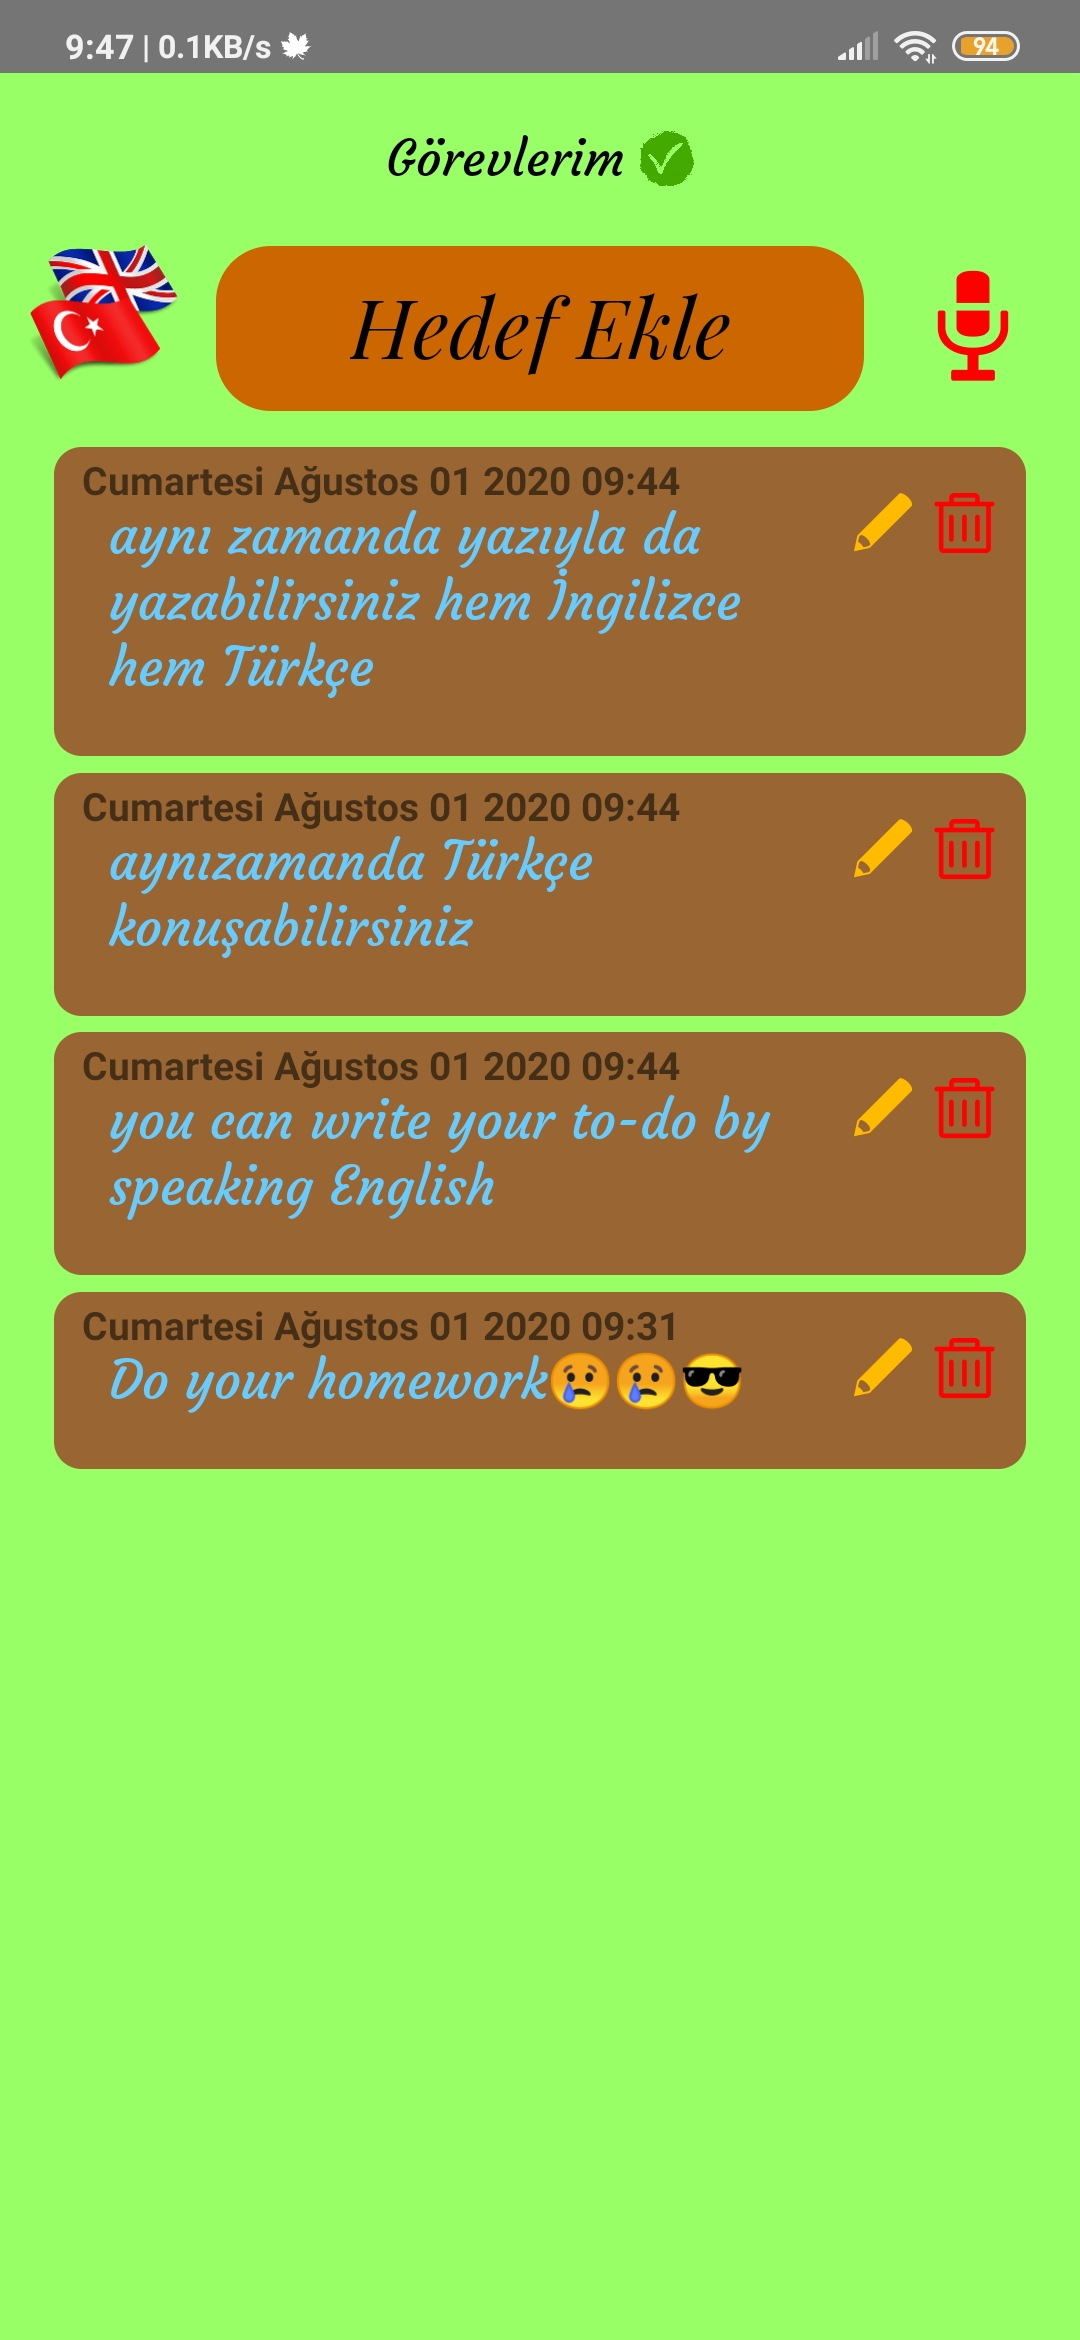 9:47 | 0.1KB/s
94
Görevlerim
Hedef Ekle
Cumartesi Ağustos 01 2020 09:44
aynı zamanda yazıyla da
yazabilirsiniz hem İngilizce
hem Türkçe
Cumartesi Ağustos 01 2020 09:44
aynızamanda Türkçe
konuşabilirsiniz
Cumartesi Ağustos 01 2020 09:44
you can write your to-do by
speaking English
Cumartesi Ağustos 01 2020 09:31
Do your homework😢😢😎